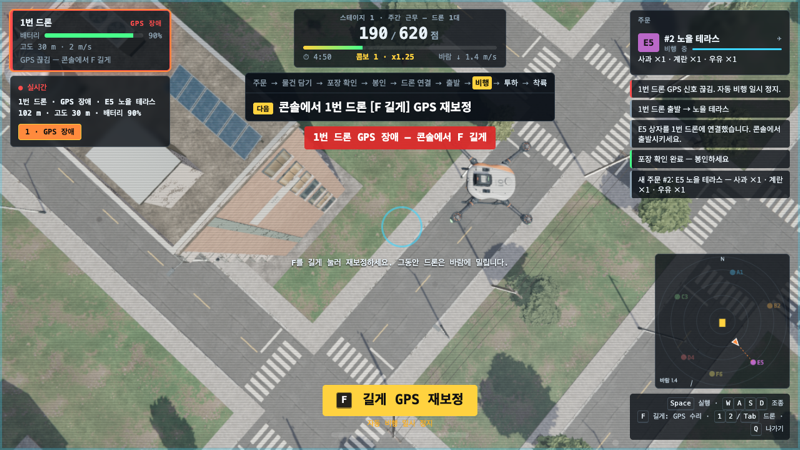 1번 드론
GPS 장애
배터리
90%
고도 30 m · 2 m/s
GPS 끊김 — 콘솔에서 F 길게
실시간
1번 드론 · GPS 장애 · E5 노을 테라스
102 m · 고도 30 m · 배터리 90%
1 · GPS 장애
스테이지 1 · 주간 근무 — 드론 1대
190 / 620점
4:50
콤보 1 · x1.25
바람 ↓ 1.4 m/s
주문 → 물건 담기 → 포장 확인 → 봉인 → 드론 연결 → 출발 → 비행 → 투하 → 착륙
다음 콘솔에서 1번 드론 [F 길게] GPS 재보정
1번 드론 GPS 장애 — 콘솔에서 F 길게
F를 길게 눌러 재보정하세요. 그동안 드론은 바람에 밀립니다.
F 길게 GPS 재보정
주문
E5
#2 노을 테라스
비행 중
사과 ×1 · 계란 ×1 · 우유 ×1
1번 드론 GPS 신호 끊김. 자동 비행 일시 정지.
1번 드론 출발 → 노을 테라스
E5 상자를 1번 드론에 연결했습니다. 콘솔에서
출발시키세요.
포장 확인 완료 — 봉인하세요
새 주문 #2: E5 노을 테라스 — 사과 ×1 · 계란
×1 · 우유 ×1
N
E5
바람 1.4
Space 실행 · W A S D 조종
F 길게: GPS 수리 · 1 2 / Tab 드론 ·
Q 나가기